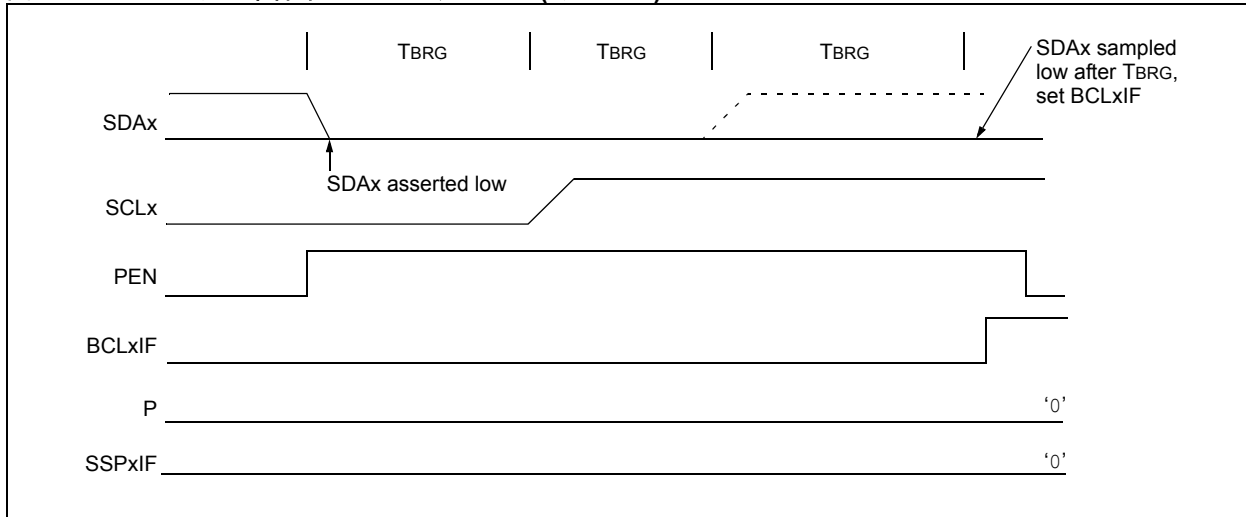 TBRG TBRG TBRG
SDAx sampled
low after TBRG,
set BCLxIF
SDAx
SDAx asserted low
SCLx
PEN
BCLxIF
P
‘0’
SSPxIF
‘0’